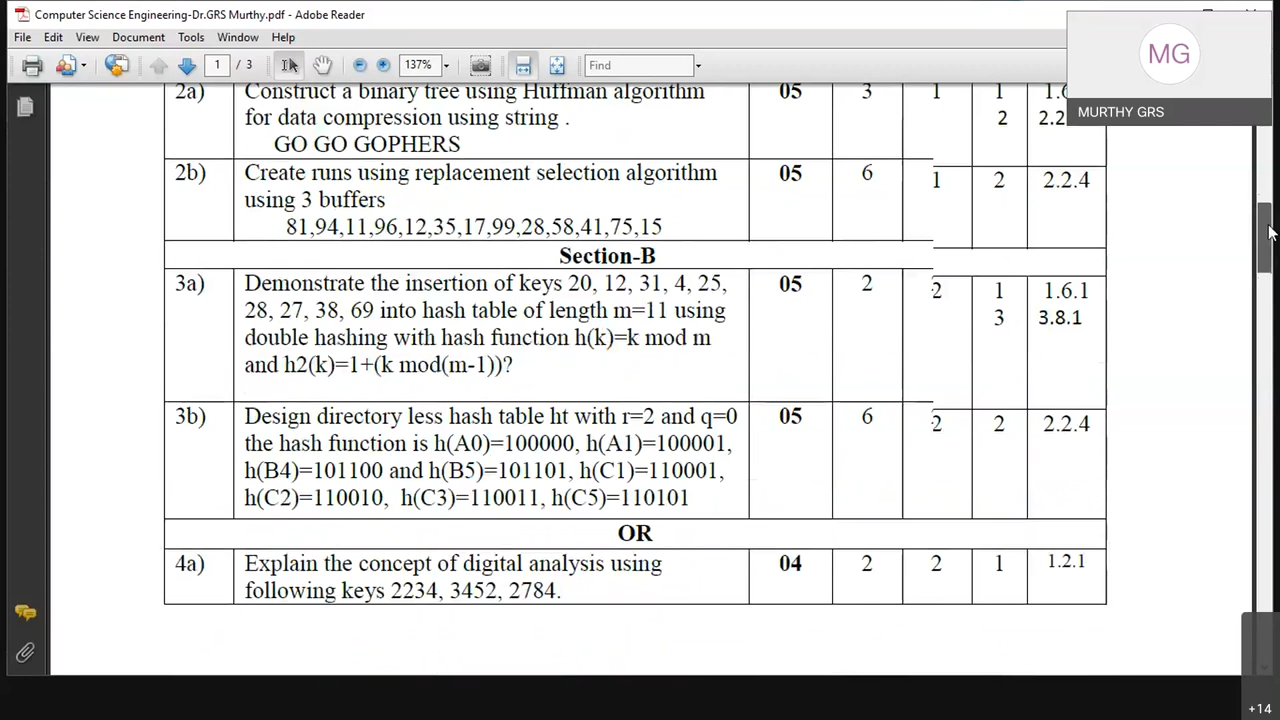 Computer Science Engineering-Dr.GRS Murthy.pdf - Adobe Reader
File Edit View Document Tools Window Help
1 / 3 137% Find
MG
MURTHY GRS
2a) Construct a binary tree using Huffman algorithm 05 3 1 1
for data compression using string . 2
GO GO GOPHERS
2b) Create runs using replacement selection algorithm 05 6 1 2 2.2.4
using 3 buffers
81,94,11,96,12,35,17,99,28,58,41,75,15
Section-B
3a) Demonstrate the insertion of keys 20, 12, 31, 4, 25, 05 2 2 1 1.6.1
28, 27, 38, 69 into hash table of length m=11 using 3 3.8.1
double hashing with hash function h(k)=k mod m
and h2(k)=1+(k mod(m-1))?
3b) Design directory less hash table ht with r=2 and q=0 05 6 2 2 2.2.4
the hash function is h(A0)=100000, h(A1)=100001,
h(B4)=101100 and h(B5)=101101, h(C1)=110001,
h(C2)=110010, h(C3)=110011, h(C5)=110101
OR
4a) Explain the concept of digital analysis using 04 2 2 1 1.2.1
following keys 2234, 3452, 2784.
+14